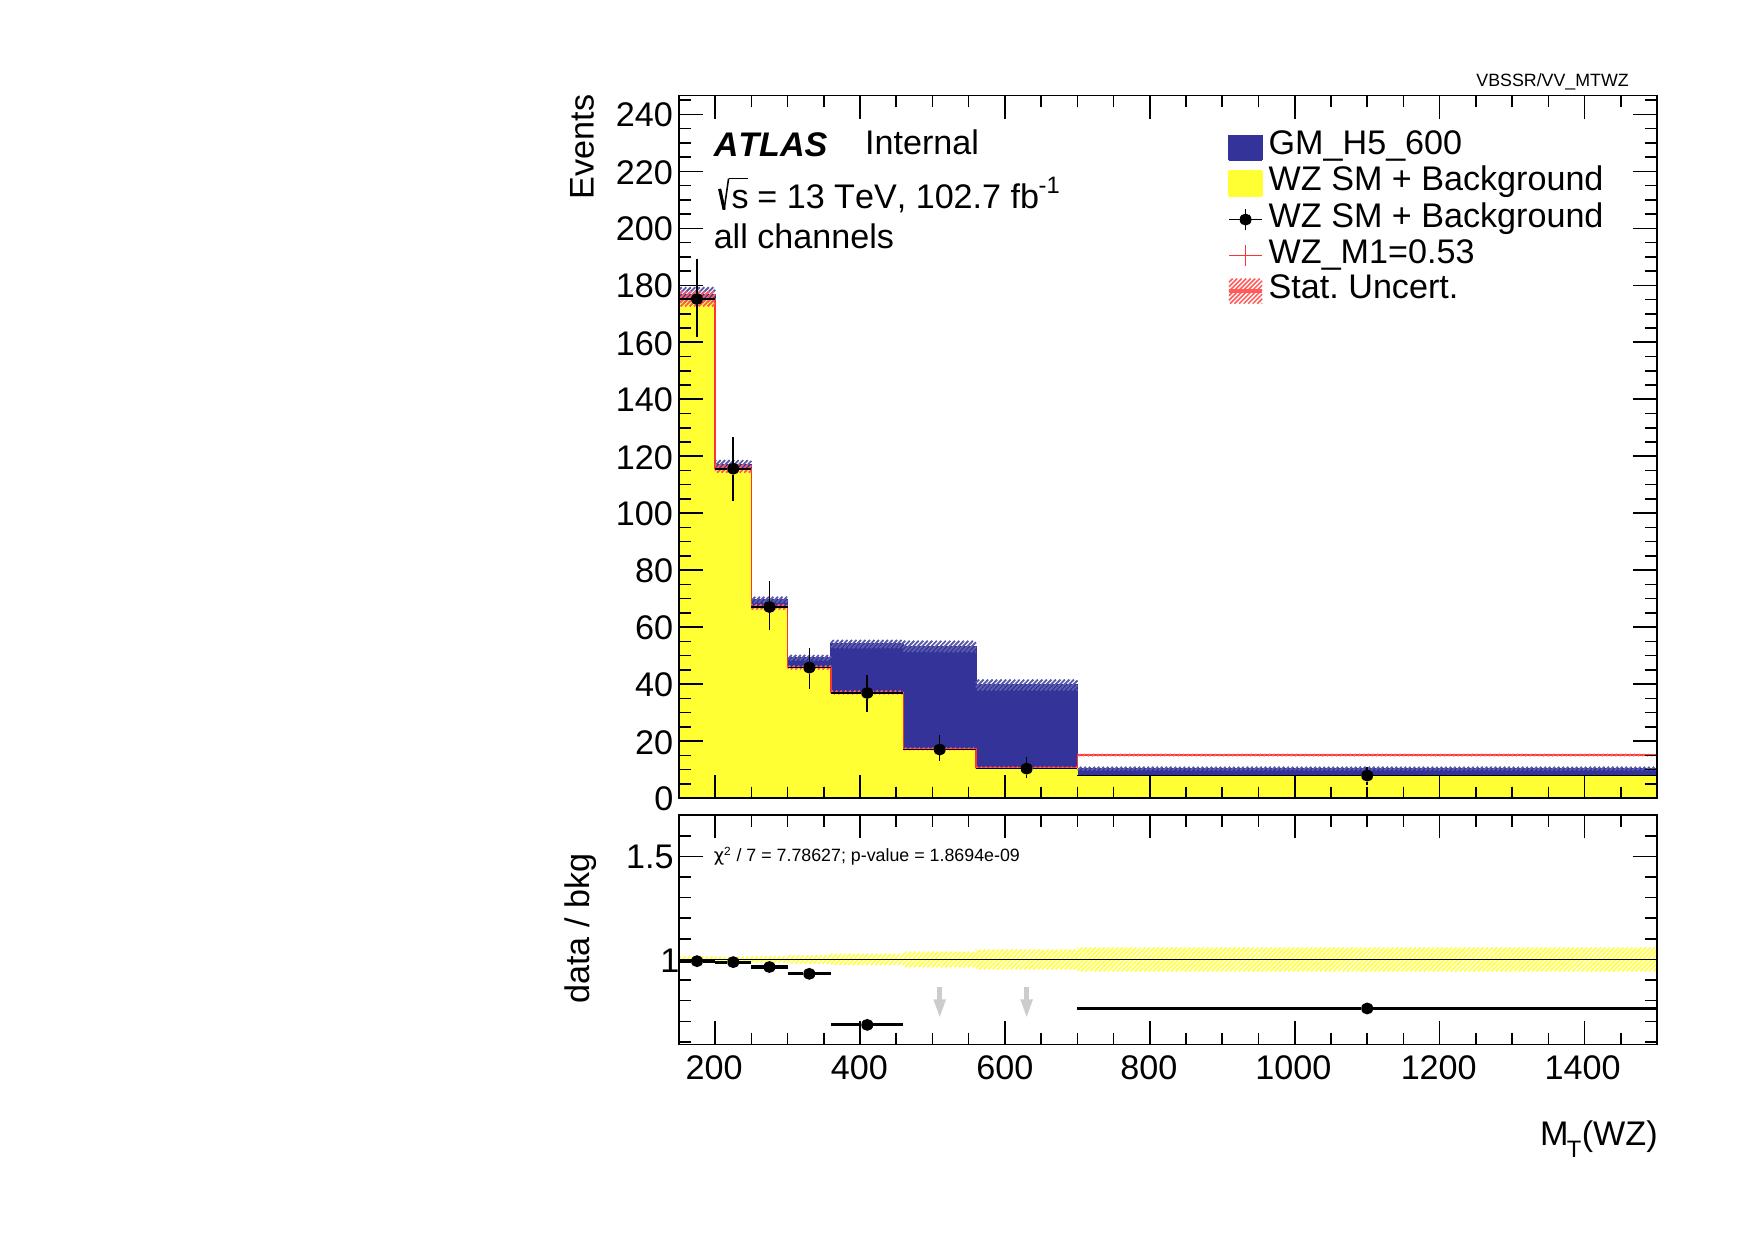 VBSSR/VV_MTWZ
Events
240
220
200
180
160
140
120
100
80
60
40
20
0
ATLAS Internal
√s = 13 TeV, 102.7 fb-1
all channels
GM_H5_600
WZ SM + Background
WZ SM + Background
WZ_M1=0.53
Stat. Uncert.
data / bkg
1.5
1
χ² / 7 = 7.78627; p-value = 1.8694e-09
200 400 600 800 1000 1200 1400
MT(WZ)